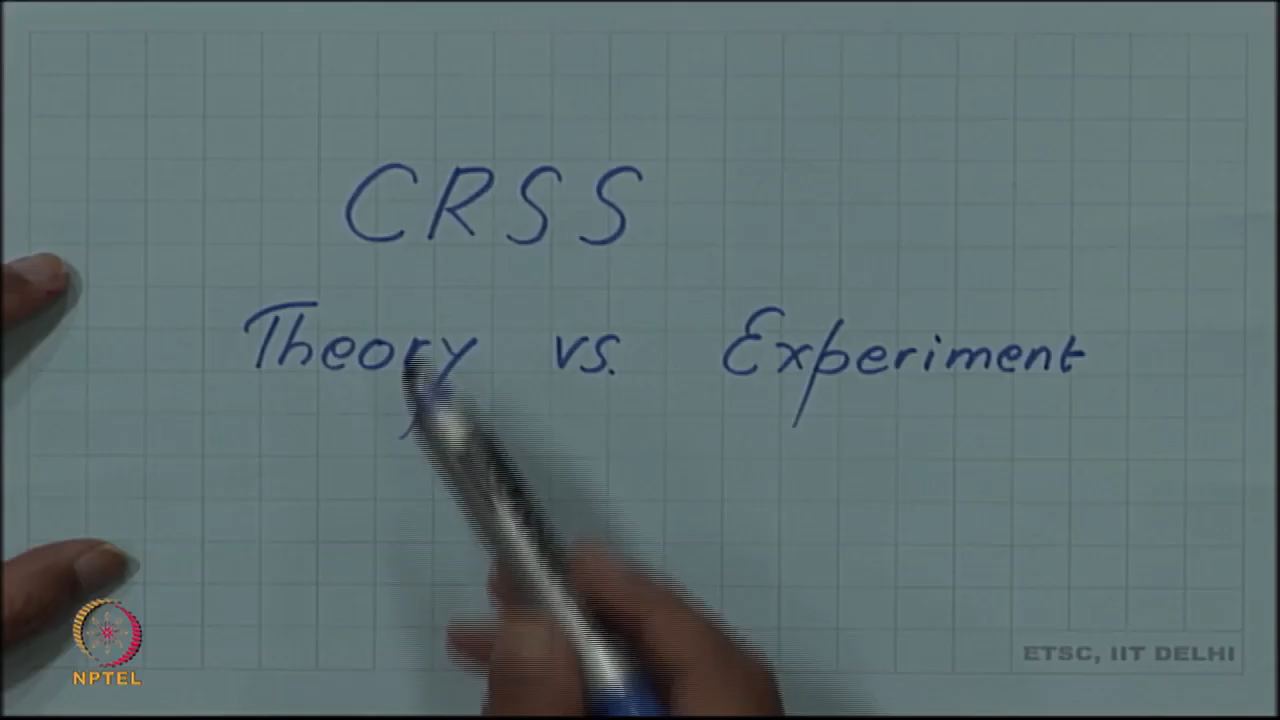 CRSS
Theory vs. Experiment
NPTEL
ETSC, IIT DELHI